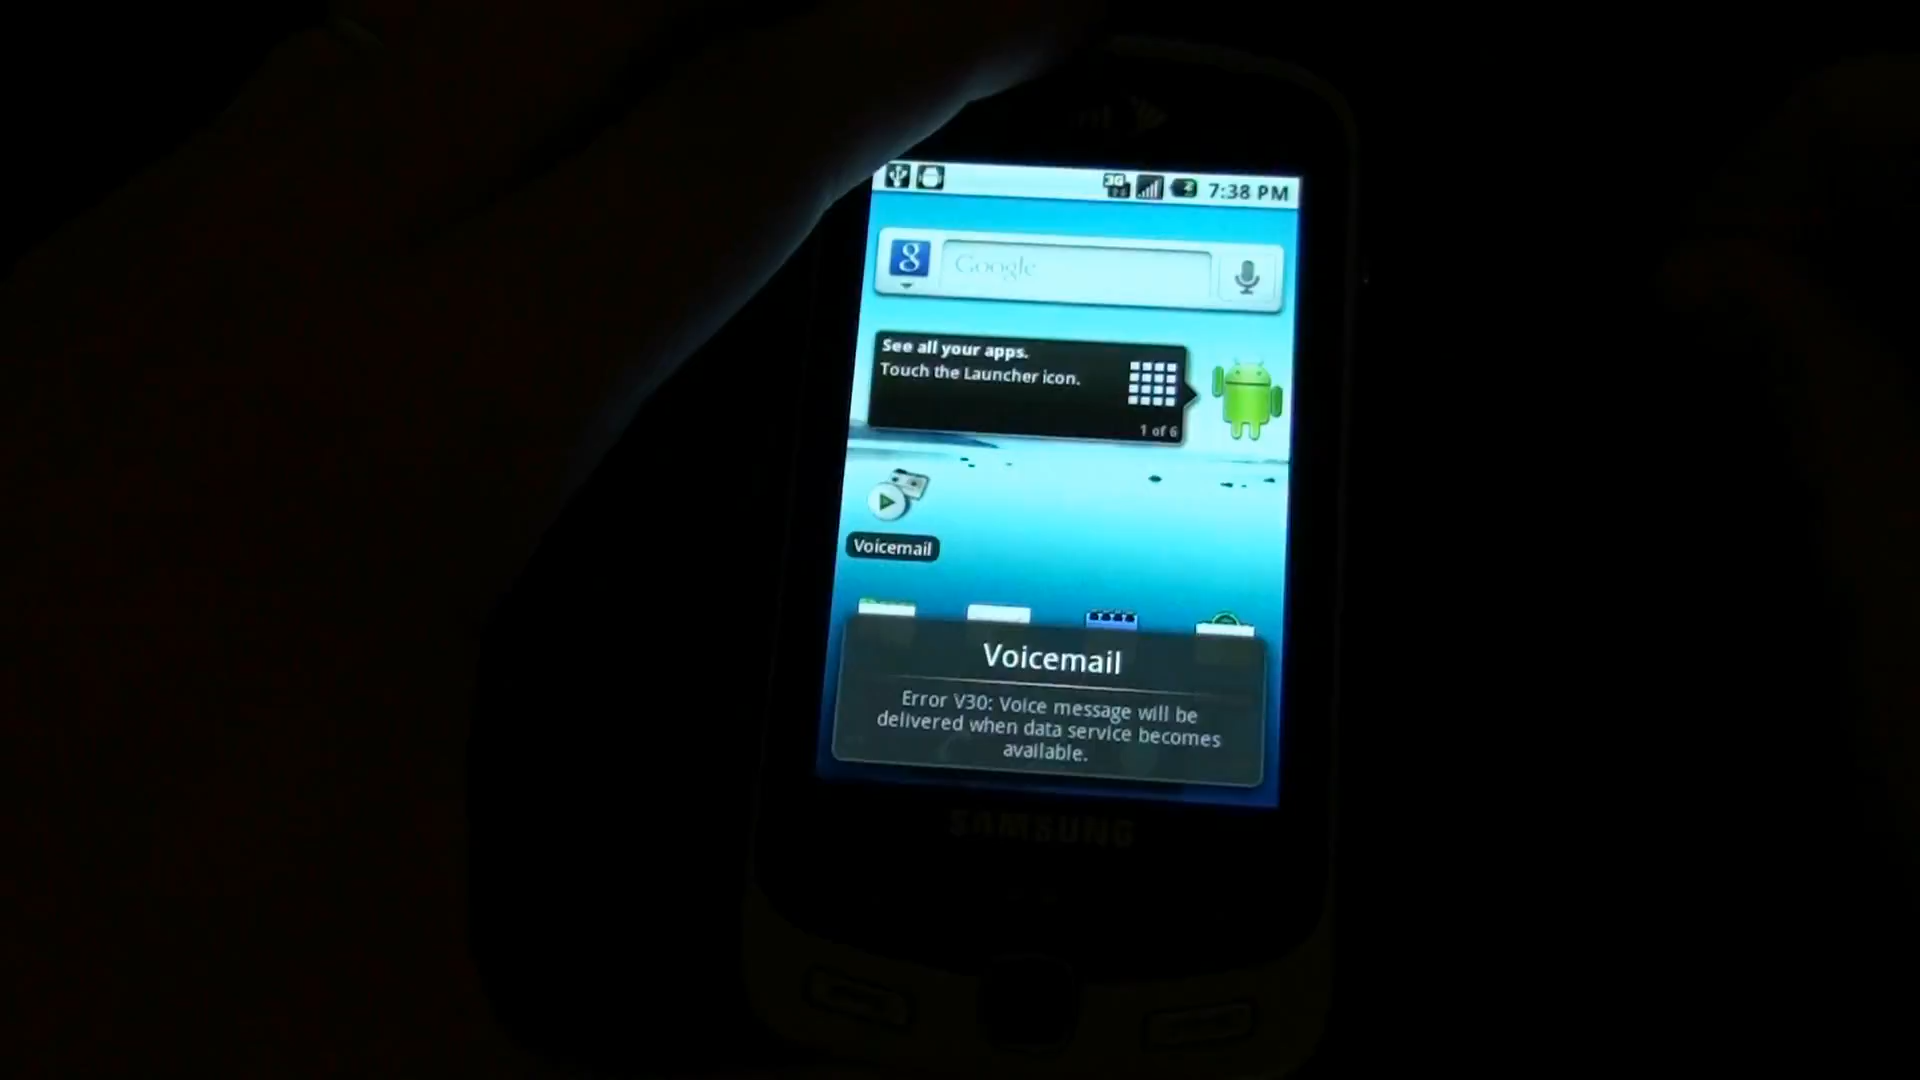 7:38 PM
Google
See all your apps.
Touch the Launcher icon.
1 of 6
Voicemail
Voicemail
Error V30: Voice message will be
delivered when data service becomes
available.
SAMSUNG